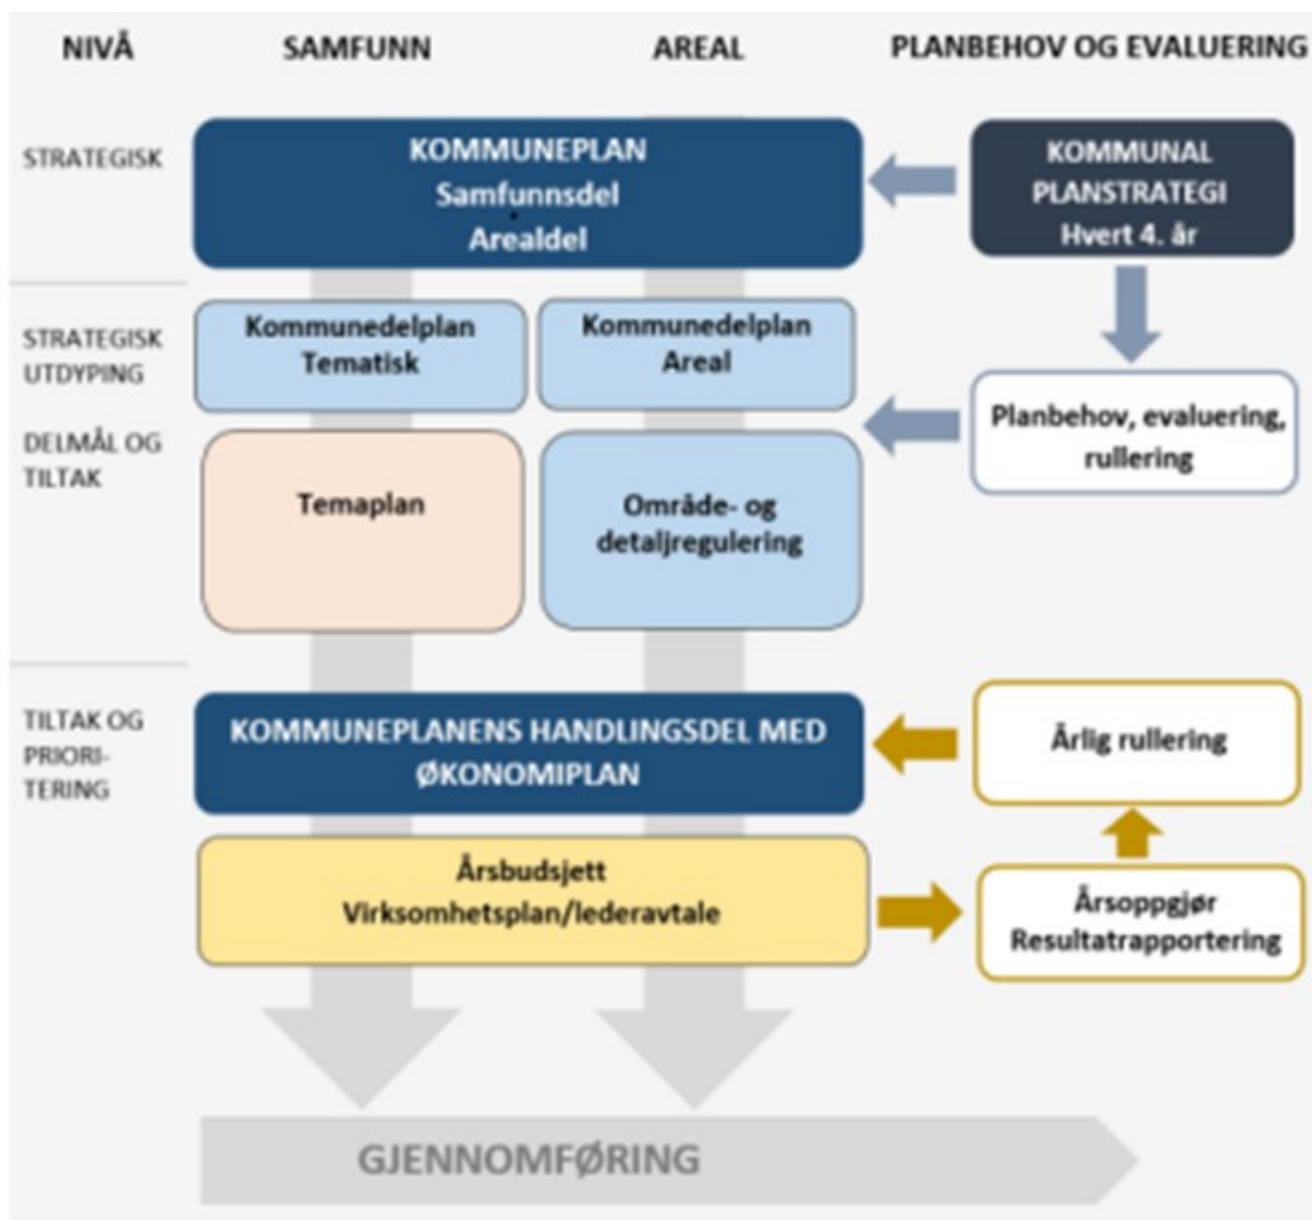 NIVÅ
SAMFUNN
AREAL
PLANBEHOV OG EVALUERING
STRATEGISK
KOMMUNEPLAN
Samfunnsdel
Arealdel
KOMMUNAL
PLANSTRATEGI
Hvert 4. år
STRATEGISK
UTDYPING
Kommunedelplan
Tematisk
Kommunedelplan
Areal
Planbehov, evaluering,
rullering
DELMÅL OG
TILTAK
Temaplan
Område- og
detaljregulering
TILTAK OG
PRIORI-
TERING
KOMMUNEPLANENS HANDLINGSDEL MED
ØKONOMIPLAN
Årlig rullering
Årsbudsjett
Virksomhetsplan/lederavtale
Årsoppgjør
Resultatrapportering
GJENNOMFØRING